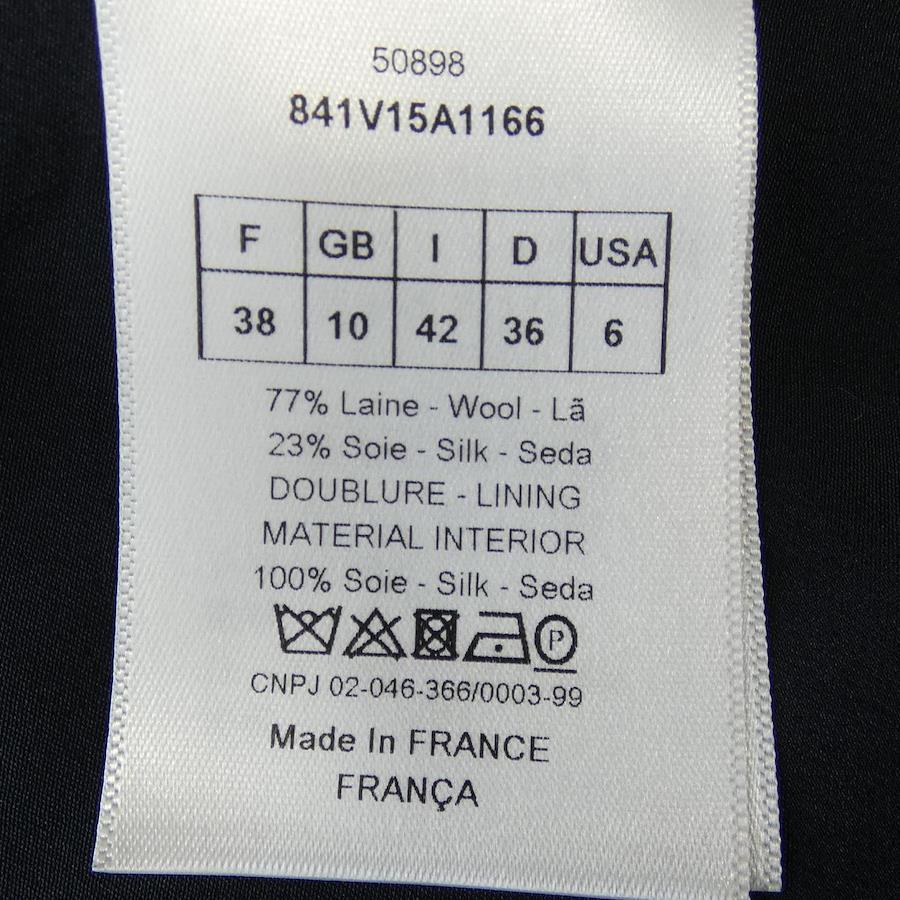 50898
841V15A1166
F GB I D USA
38 10 42 36 6
77% Laine - Wool - Lã
23% Soie - Silk - Seda
DOUBLURE - LINING
MATERIAL INTERIOR
100% Soie - Silk - Seda
P
CNPJ 02-046-366/0003-99
Made In FRANCE
FRANÇA